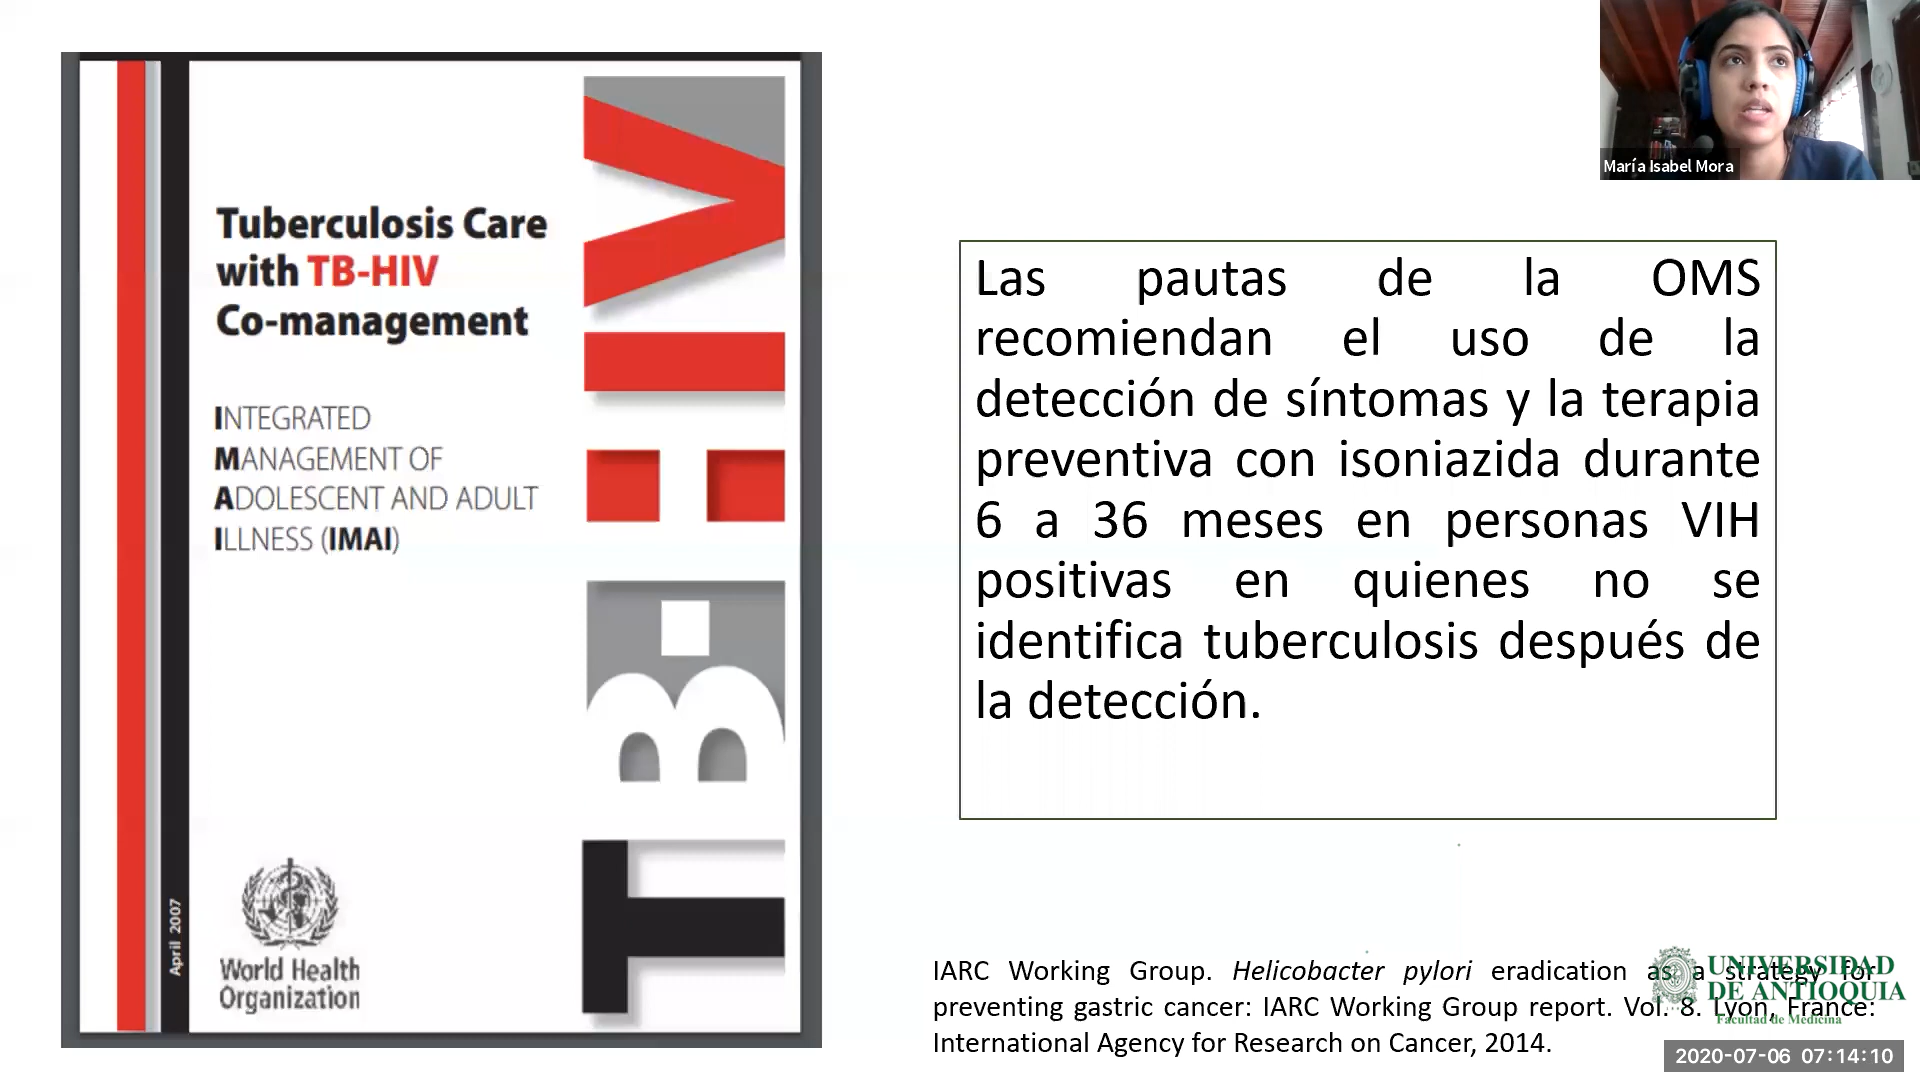 María Isabel Mora
Tuberculosis Care
with TB-HIV
Co-management
INTEGRATED
MANAGEMENT OF
ADOLESCENT AND ADULT
ILLNESS (IMAI)
TB-HIV
April 2007
World Health
Organization
Las pautas de la OMS
recomiendan el uso de la
detección de síntomas y la terapia
preventiva con isoniazida durante
6 a 36 meses en personas VIH
positivas en quienes no se
identifica tuberculosis después de
la detección.
IARC Working Group. Helicobacter pylori eradication as a strategy for
preventing gastric cancer: IARC Working Group report. Vol. 8. Lyon, France:
International Agency for Research on Cancer, 2014.
UNIVERSIDAD
DE ANTIOQUIA
Facultad de Medicina
2020-07-06 07:14:10